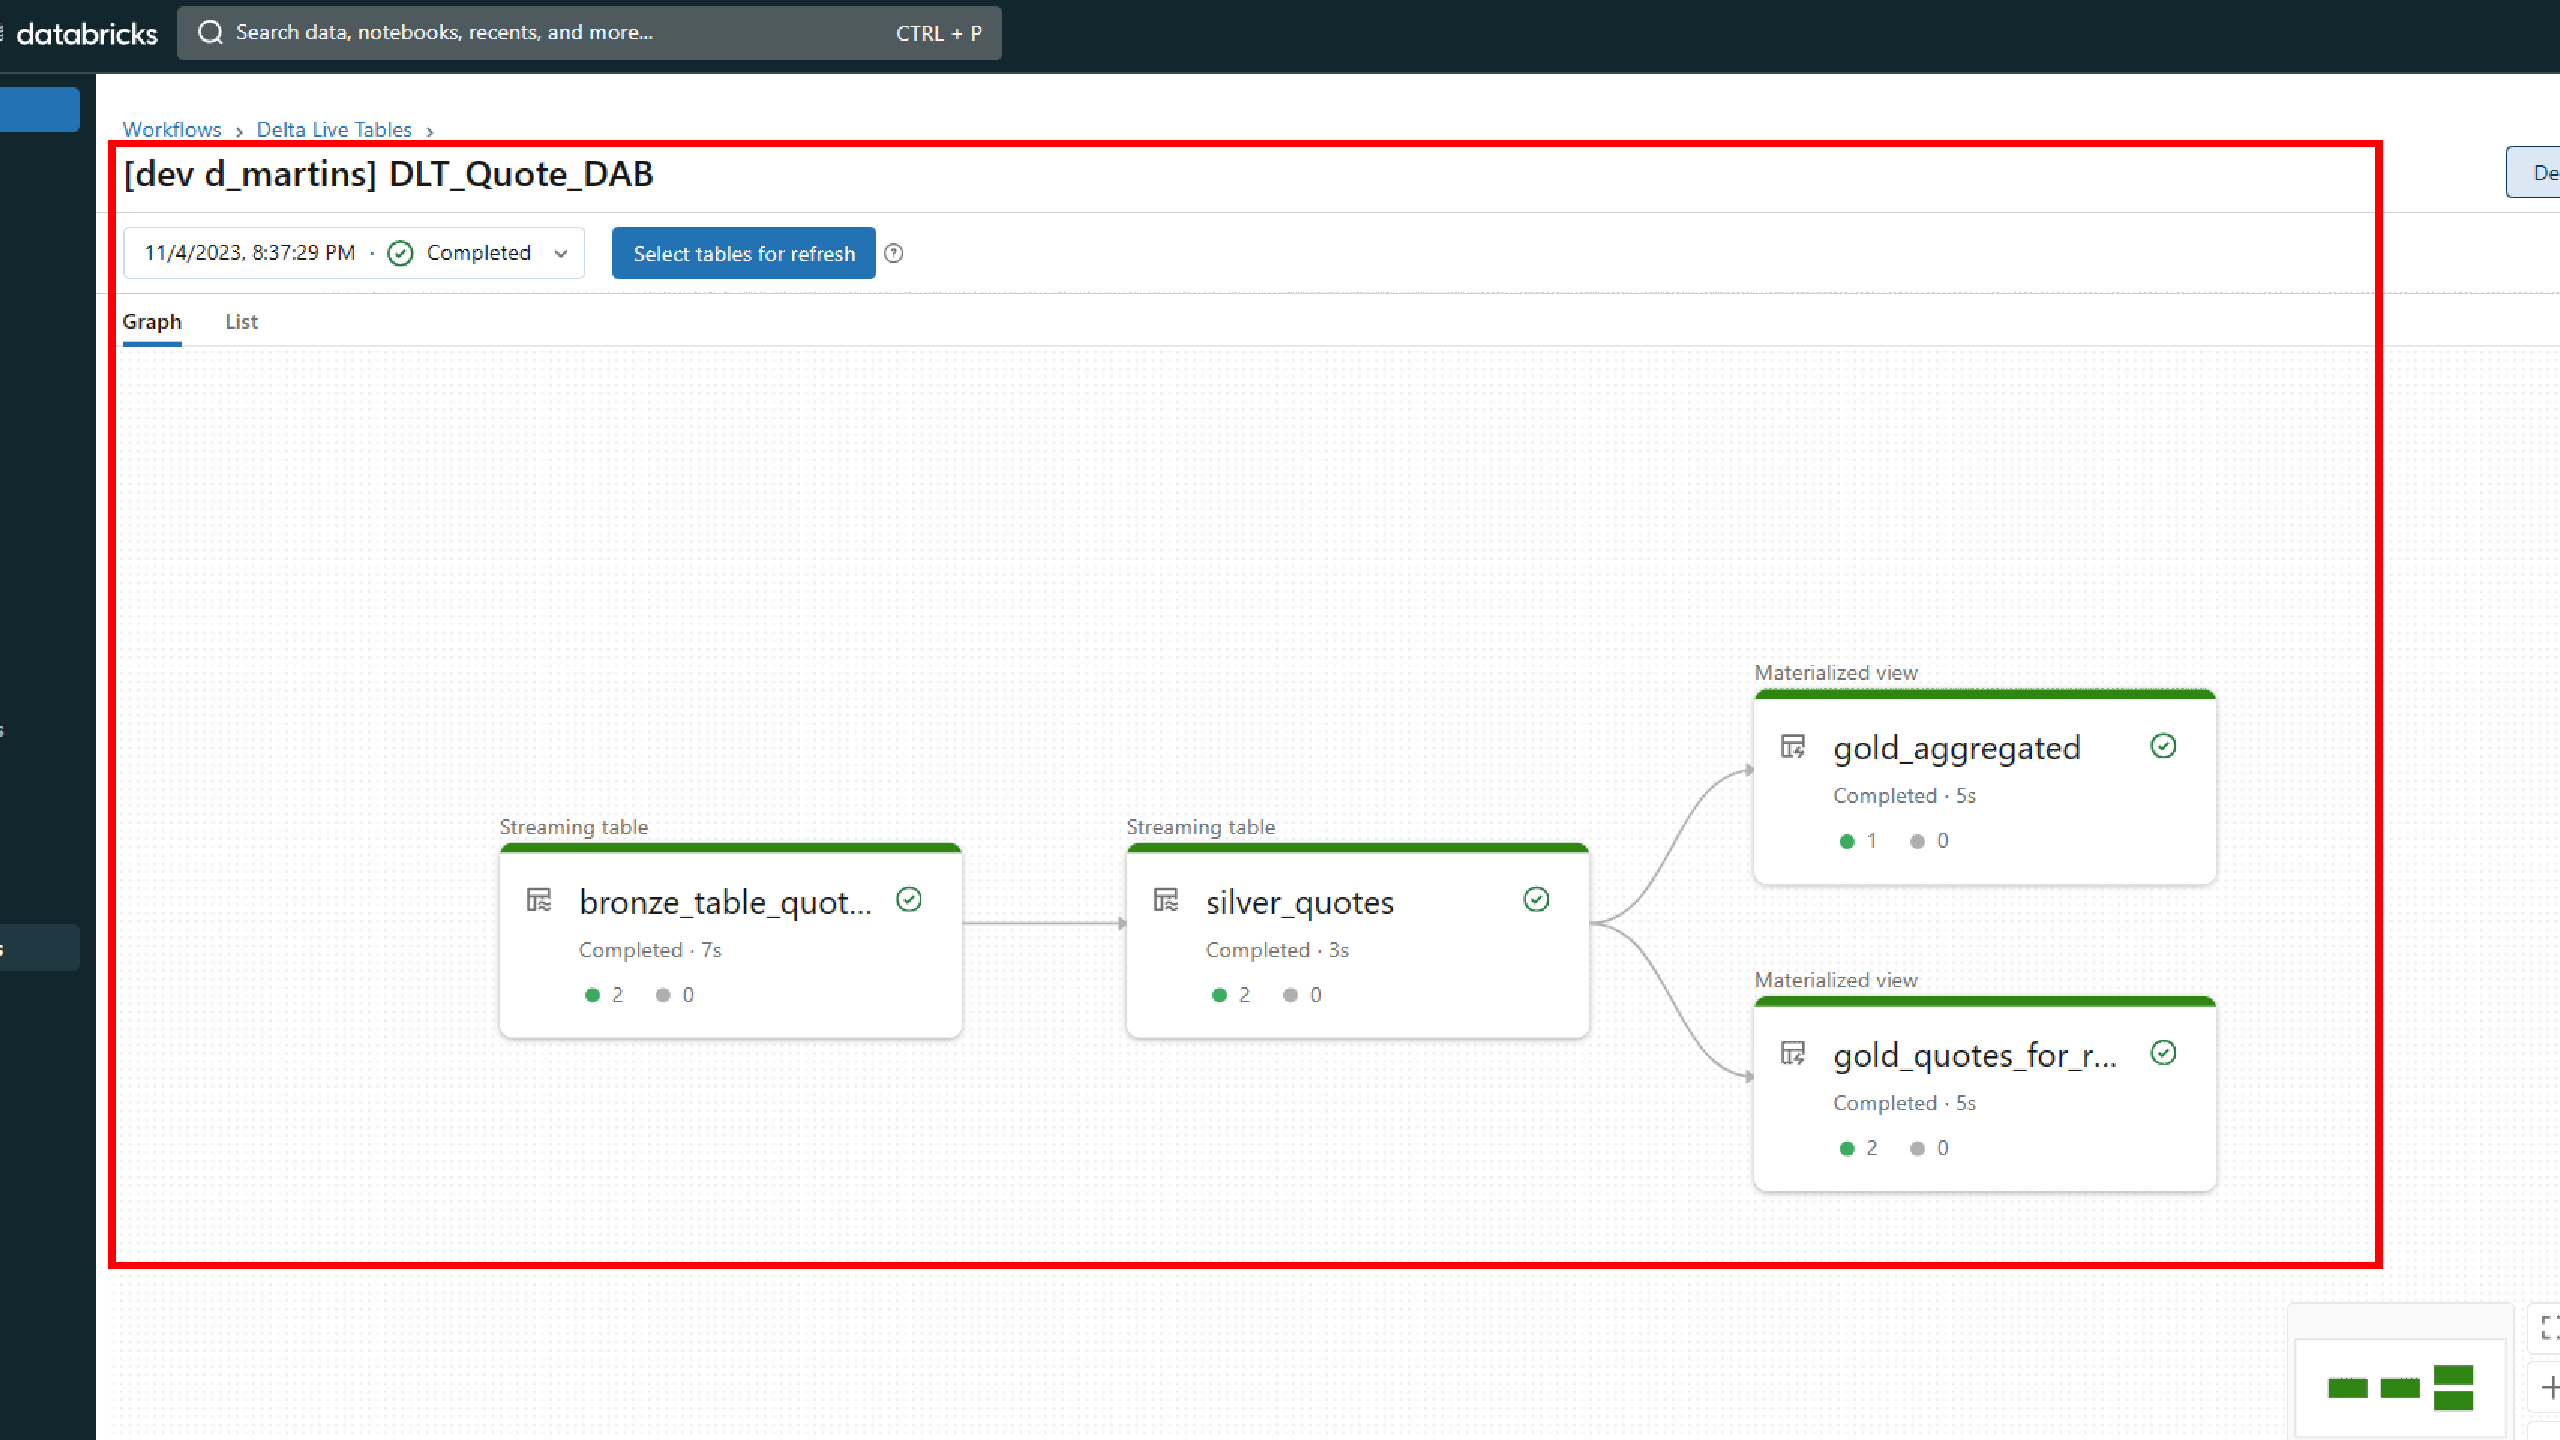 databricks
Search data, notebooks, recents, and more... CTRL + P
Workflows > Delta Live Tables >
[dev d_martins] DLT_Quote_DAB
De
11/4/2023, 8:37:29 PM · Completed
Select tables for refresh
Graph List
Materialized view
gold_aggregated
Completed · 5s
1 0
Streaming table
bronze_table_quot...
Completed · 7s
2 0
Streaming table
silver_quotes
Completed · 3s
2 0
Materialized view
gold_quotes_for_r...
Completed · 5s
2 0